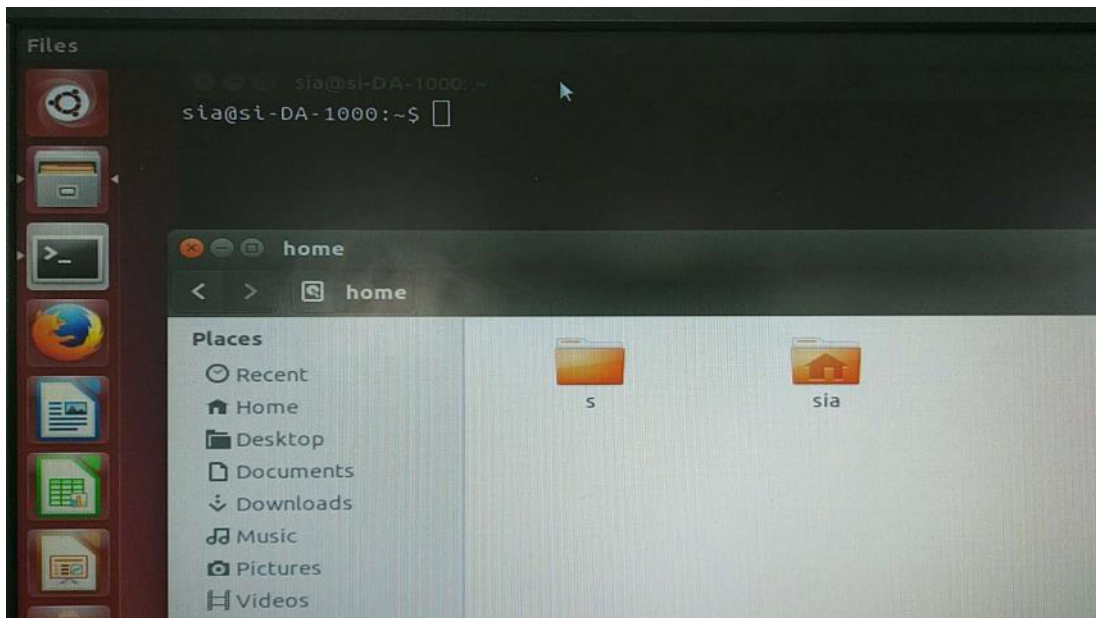 Files
sia@si-DA-1000: ~
sia@si-DA-1000:~$
>_
home
< > home
Places
Recent
Home
Desktop
Documents
Downloads
Music
Pictures
Videos
s
sia